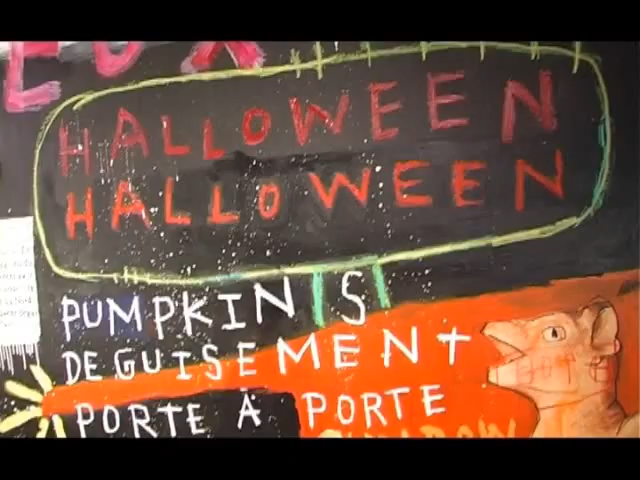 HALLOWEEN
HALLOWEEN
PUMPKINS
DEGUISEMENT
PORTE À PORTE